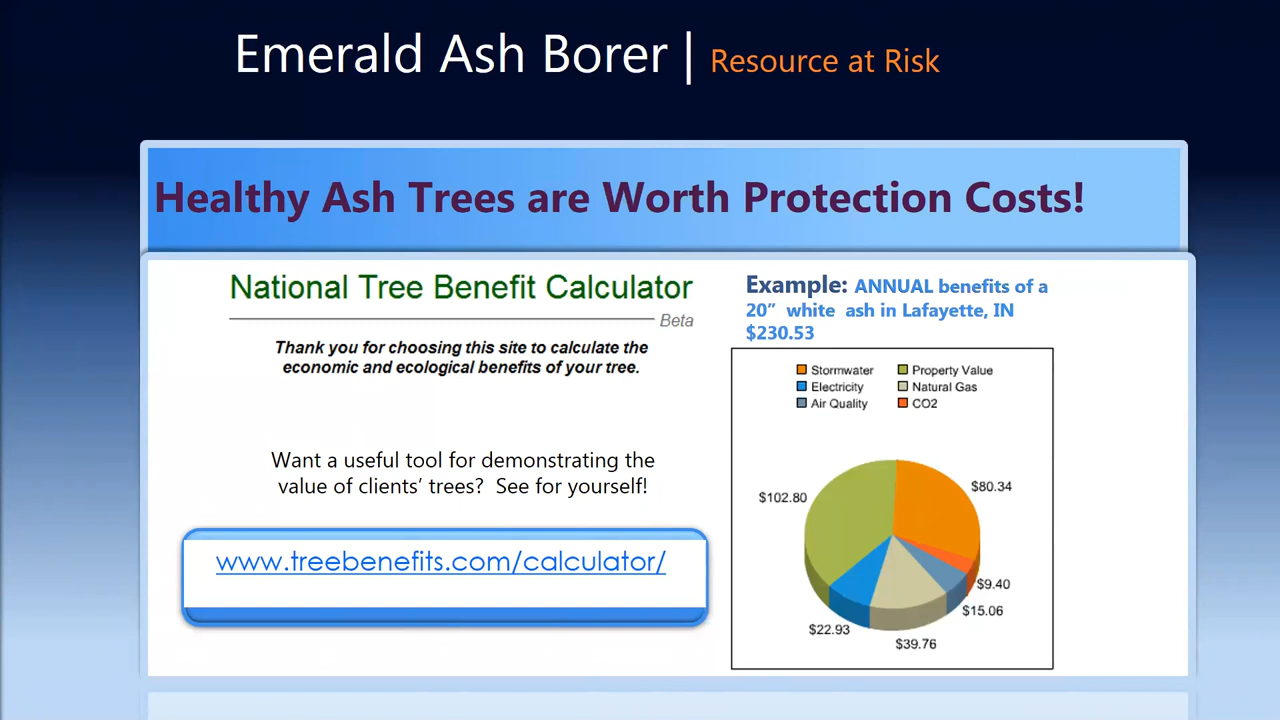 Emerald Ash Borer | Resource at Risk
Healthy Ash Trees are Worth Protection Costs!
National Tree Benefit Calculator
Beta
Thank you for choosing this site to calculate the
economic and ecological benefits of your tree.
Want a useful tool for demonstrating the
value of clients’ trees?  See for yourself!
www.treebenefits.com/calculator/
Example: ANNUAL benefits of a
20”  white  ash in Lafayette, IN
$230.53
Stormwater Property Value
Electricity Natural Gas
Air Quality CO2
$80.34
$102.80
$9.40
$15.06
$22.93
$39.76